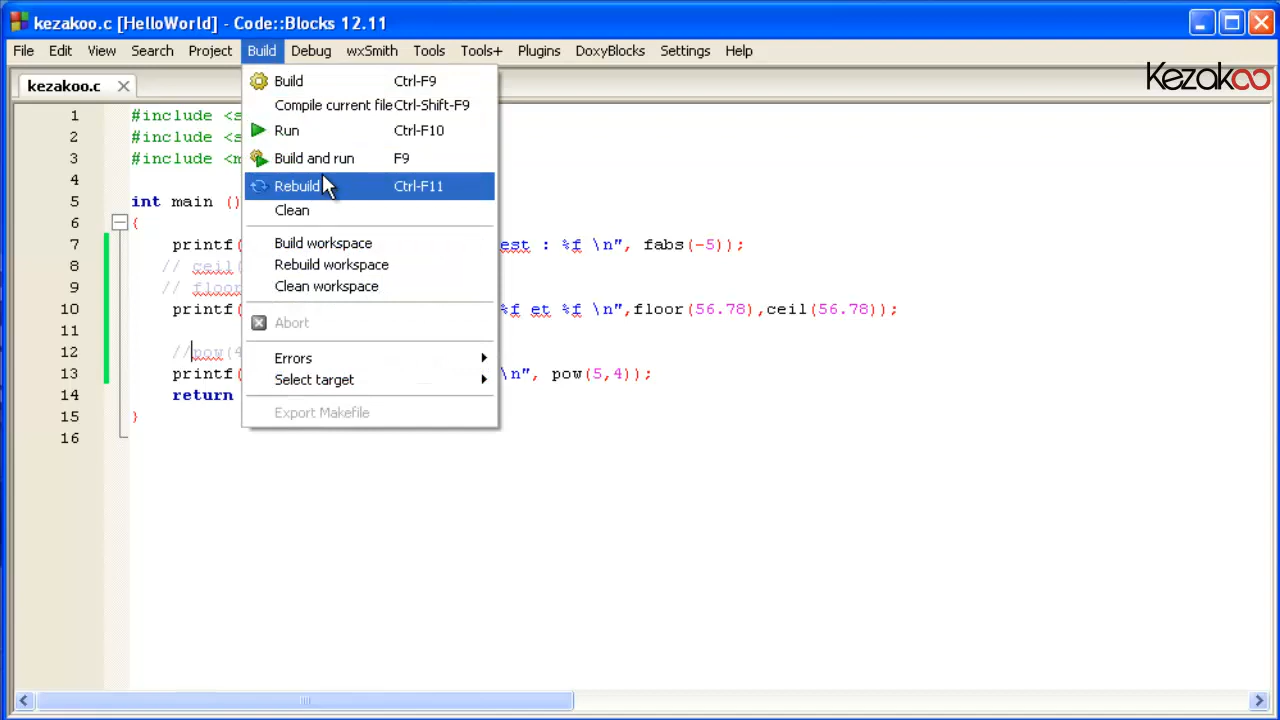 kezakoo.c [HelloWorld] - Code::Blocks 12.11
File Edit View Search Project Build Debug wxSmith Tools Tools+ Plugins DoxyBlocks Settings Help
kezakoo.c
Kezakoo
Build Ctrl-F9
Compile current file Ctrl-Shift-F9
Run Ctrl-F10
Build and run F9
Rebuild Ctrl-F11
Clean
Build workspace
Rebuild workspace
Clean workspace
Abort
Errors
Select target
Export Makefile
1 #include <s
2 #include <s
3 #include <m
4
5 int main ()
6 {
7 printf( est : %f \n", fabs(-5));
8 // ceil(
9 // floor
10 printf( %f et %f \n",floor(56.78),ceil(56.78));
11
12 //pow(4
13 printf( \n", pow(5,4));
14 return
15 }
16